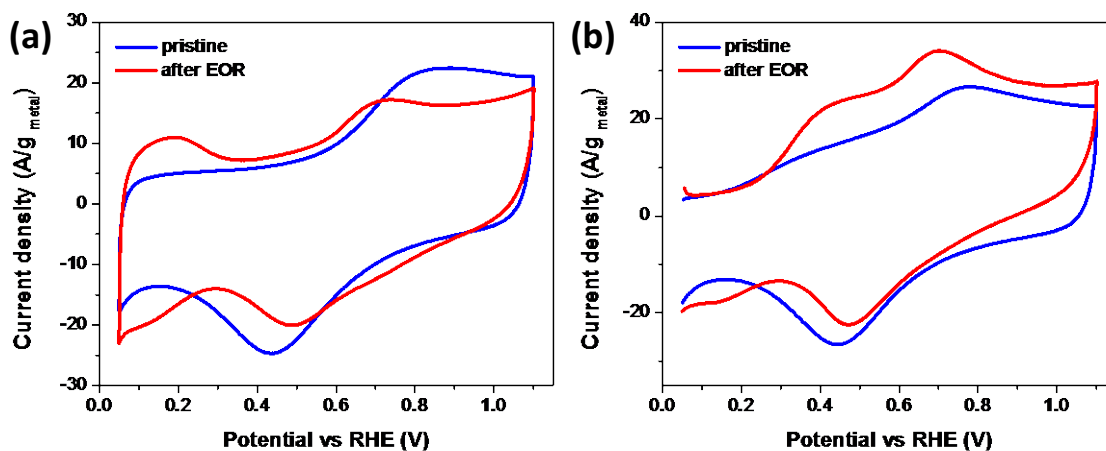 (a)
pristine
after EOR
Current density (A/g metal)
30
20
10
0
-10
-20
-30
0.0 0.2 0.4 0.6 0.8 1.0
Potential vs RHE (V)
(b)
pristine
after EOR
Current density (A/g metal)
40
20
0
-20
0.0 0.2 0.4 0.6 0.8 1.0
Potential vs RHE (V)